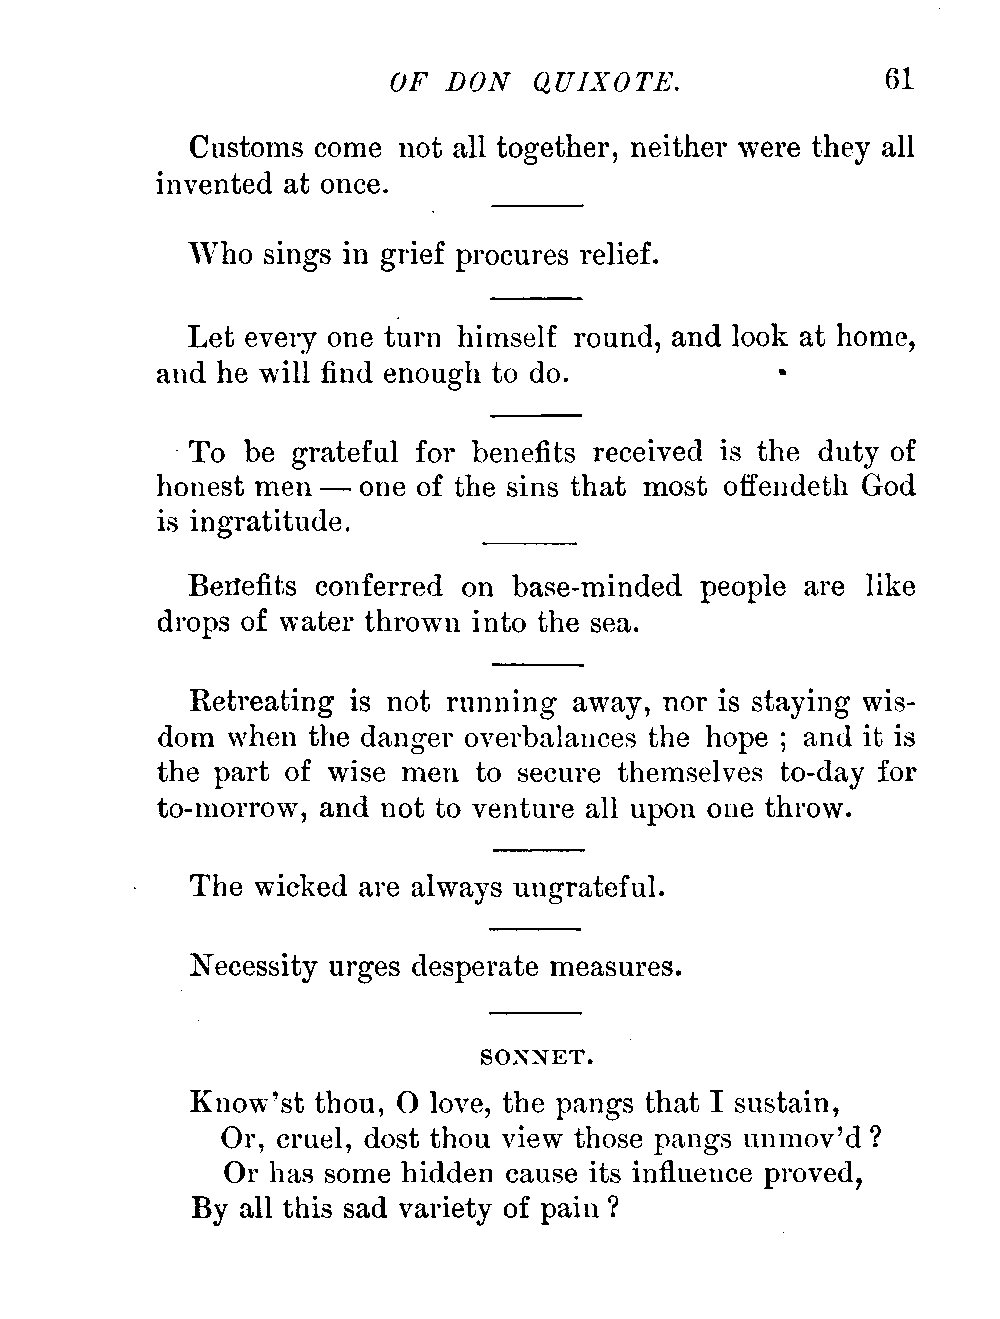 OF DON QUIXOTE. 61
Customs come not all together, neither were they all
invented at once.
Who sings in grief procures relief.
Let every one turn himself round, and look at home,
and he will find enough to do.
To be grateful for benefits received is the duty of
honest men — one of the sins that most offendeth God
is ingratitude.
Benefits conferred on base-minded people are like
drops of water thrown into the sea.
Retreating is not running away, nor is staying wis-
dom when the danger overbalances the hope ; and it is
the part of wise men to secure themselves to-day for
to-morrow, and not to venture all upon one throw.
The wicked are always ungrateful.
Necessity urges desperate measures.
SONNET.
Know'st thou, O love, the pangs that I sustain,
Or, cruel, dost thou view those pangs unmov'd ?
Or has some hidden cause its influence proved,
By all this sad variety of pain ?